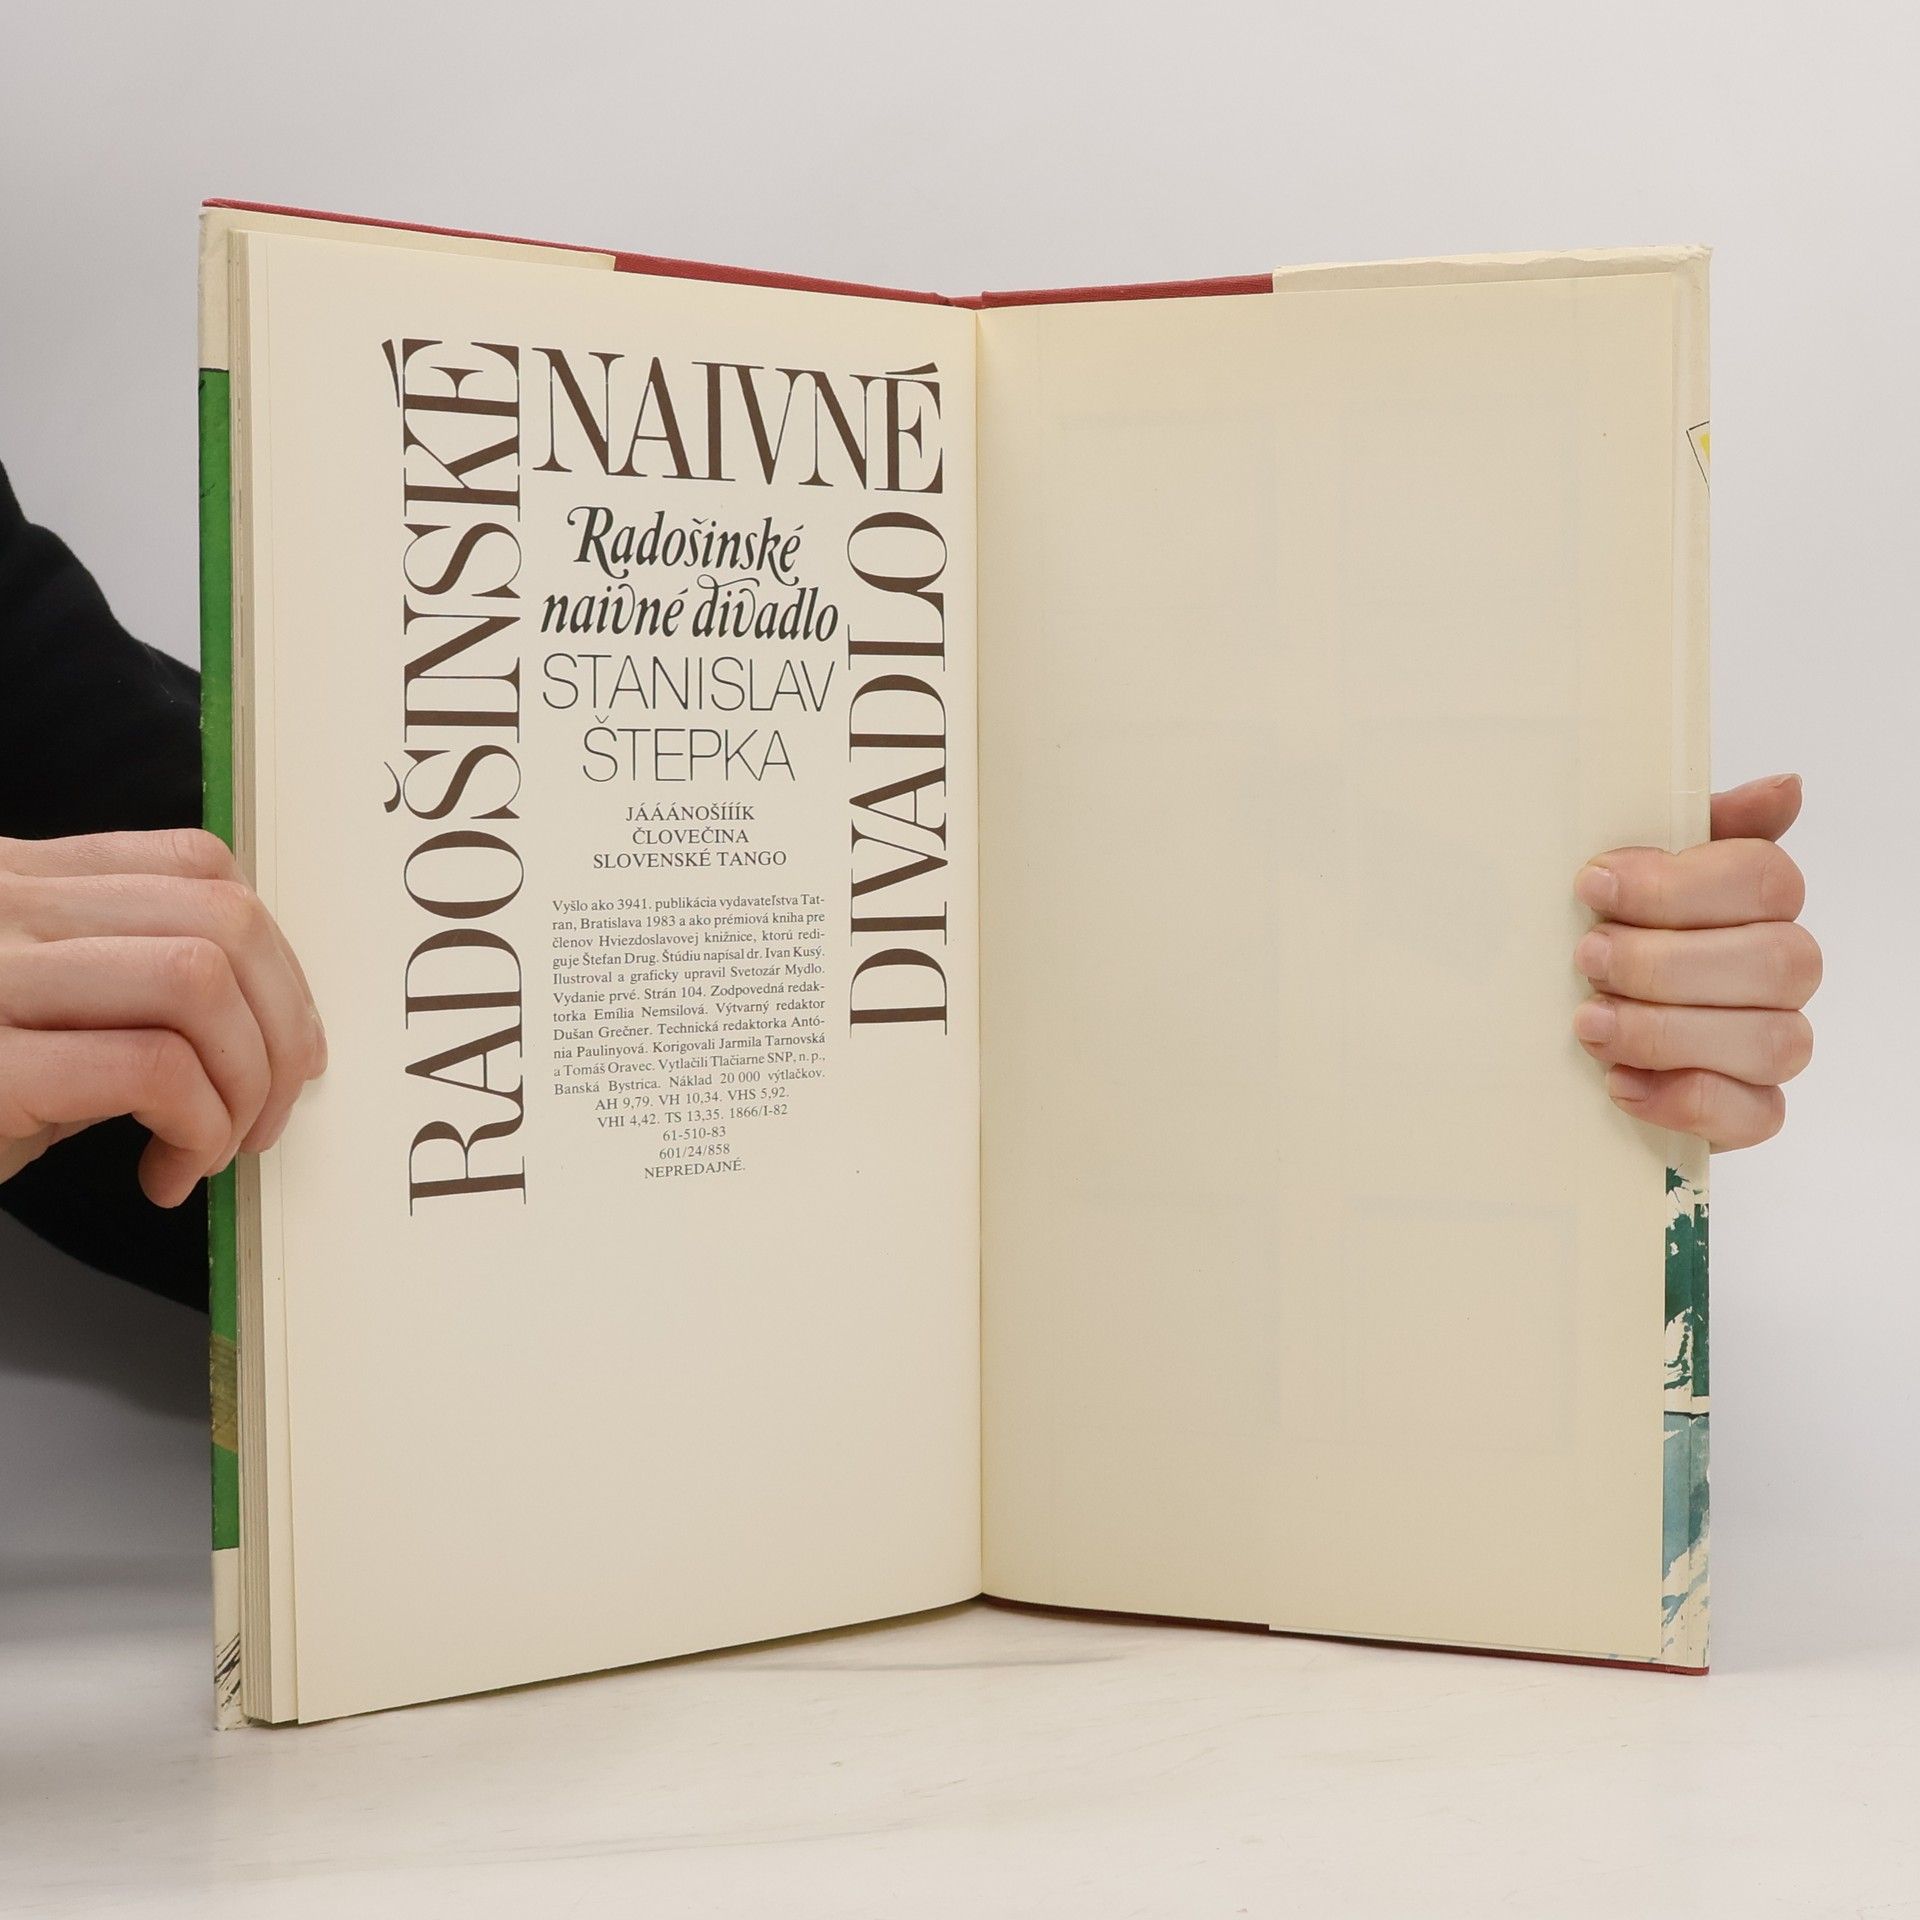 RADOŠINSKÉ
NAIVNÉ
DIVADLO
Radošinské
naivné divadlo
STANISLAV
ŠTEPKA
JÁÁÁNOŠÍÍÍK
ČLOVEČINA
SLOVENSKÉ TANGO
Vyšlo ako 3941. publikácia vydavateľstva Tat-
ran, Bratislava 1983 a ako prémiová kniha pre
členov Hviezdoslavovej knižnice, ktorú redi-
guje Štefan Drug. Štúdiu napísal dr. Ivan Kusý.
Ilustroval a graficky upravil Svetozár Mydlo.
Vydanie prvé. Strán 104. Zodpovedná redak-
torka Emília Nemsilová. Výtvarný redaktor
Dušan Grečner. Technická redaktorka Antó-
nia Paulinyová. Korigovali Jarmila Tarnovská
a Tomáš Oravec. Vytlačili Tlačiarne SNP, n. p.,
Banská Bystrica. Náklad 20 000 výtlačkov.
AH 9,79. VH 10,34. VHS 5,92.
VHI 4,42. TS 13,35. 1866/I-82
61-510-83
601/24/858
NEPREDAJNÉ.